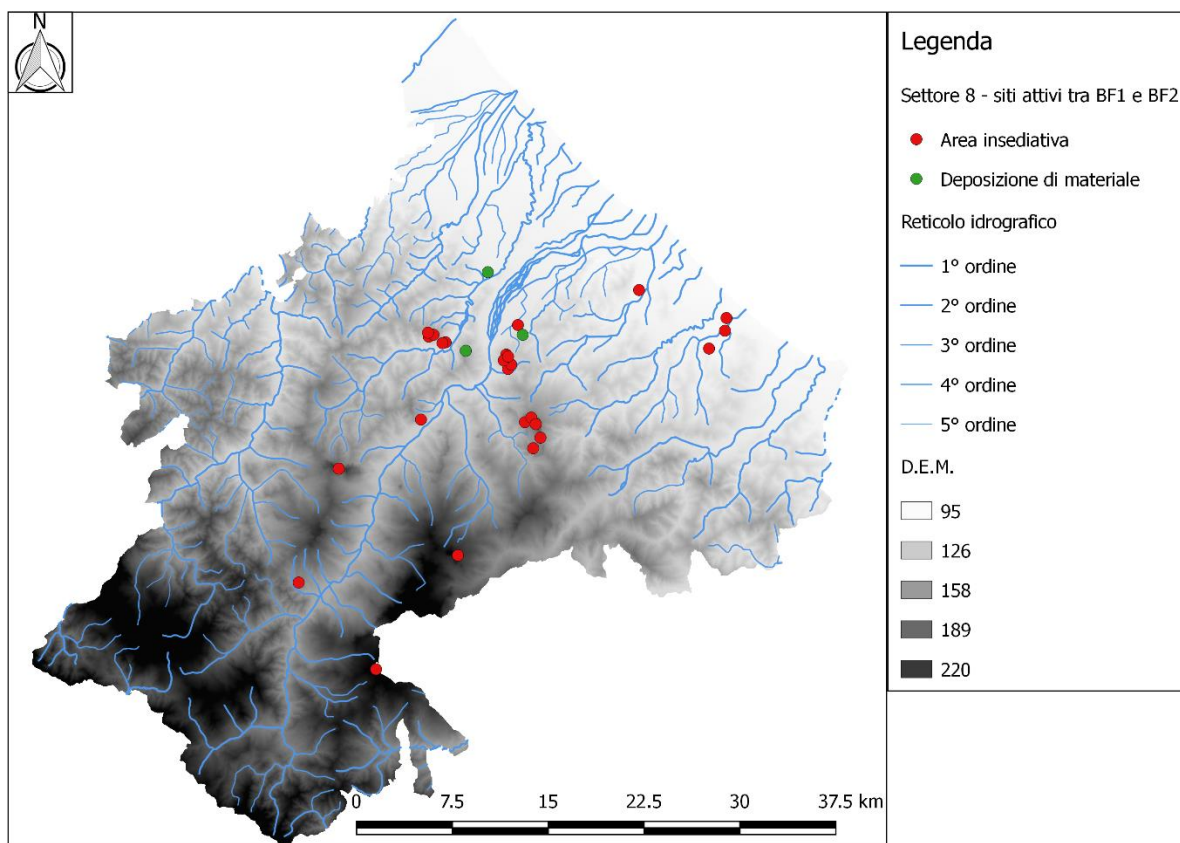 N
Legenda
Settore 8 - siti attivi tra BF1 e BF2
Area insediativa
Deposizione di materiale
Reticolo idrografico
1° ordine
2° ordine
3° ordine
4° ordine
5° ordine
D.E.M.
95
126
158
189
220
0 7.5 15 22.5 30 37.5 km